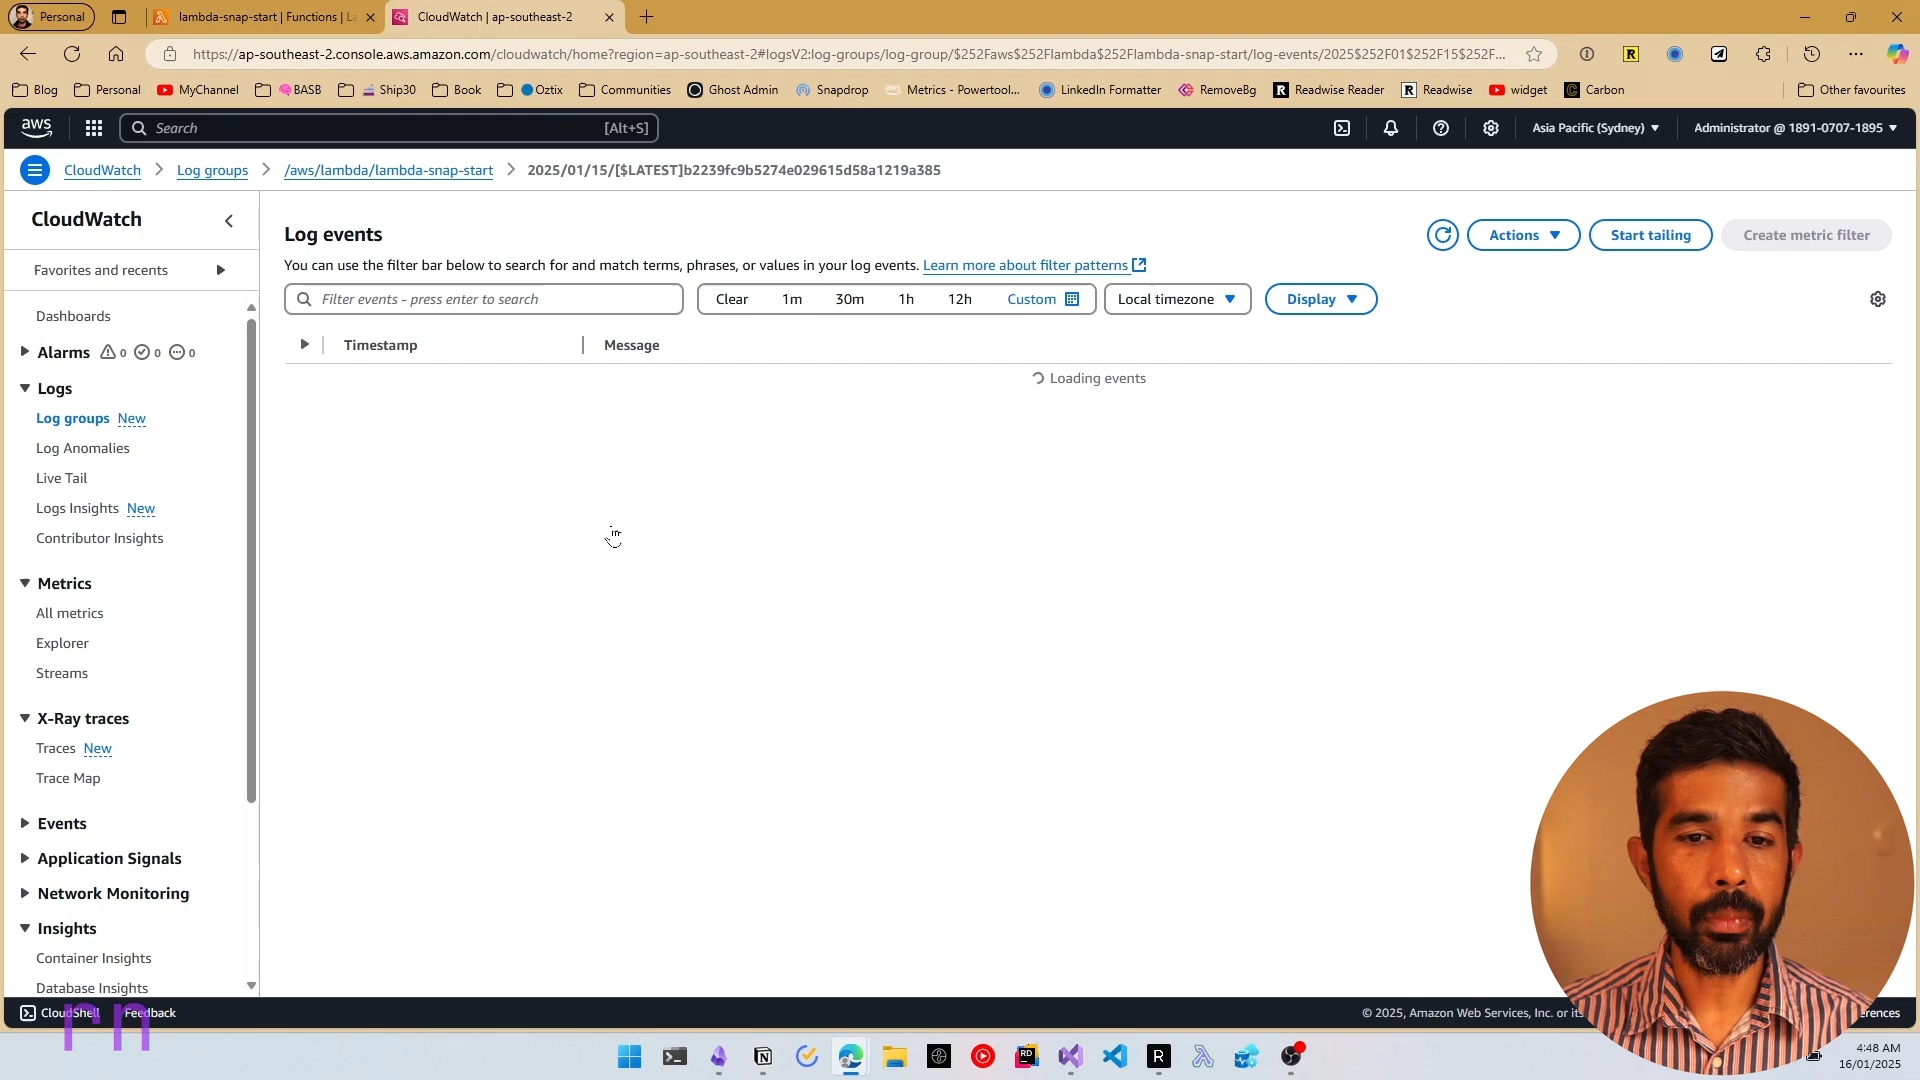 Personal
lambda-snap-start | Functions | La
CloudWatch | ap-southeast-2
https://ap-southeast-2.console.aws.amazon.com/cloudwatch/home?region=ap-southeast-2#logsV2:log-groups/log-group/$252Faws$252Flambda$252Flambda-snap-start/log-events/2025$252F01$252F15$252F...
Blog
Personal
MyChannel
BASB
Ship30
Book
Oztix
Communities
Ghost Admin
Snapdrop
Metrics - Powertool...
LinkedIn Formatter
RemoveBg
Readwise Reader
Readwise
widget
Carbon
Other favourites
aws
Search
[Alt+S]
Asia Pacific (Sydney)
Administrator @ 1891-0707-1895
CloudWatch
Log groups
/aws/lambda/lambda-snap-start
2025/01/15/[$LATEST]b2239fc9b5274e029615d58a1219a385
CloudWatch
Favorites and recents
Dashboards
Alarms 0 0 0
Logs
Log groups New
Log Anomalies
Live Tail
Logs Insights New
Contributor Insights
Metrics
All metrics
Explorer
Streams
X-Ray traces
Traces New
Trace Map
Events
Application Signals
Network Monitoring
Insights
Container Insights
Database Insights
Log events
Actions
Start tailing
Create metric filter
You can use the filter bar below to search for and match terms, phrases, or values in your log events. Learn more about filter patterns
Filter events - press enter to search
Clear
1m
30m
1h
12h
Custom
Local timezone
Display
Timestamp
Message
Loading events
CloudShell
Feedback
© 2025, Amazon Web Services, Inc. or its
rn
4:48 AM
16/01/2025